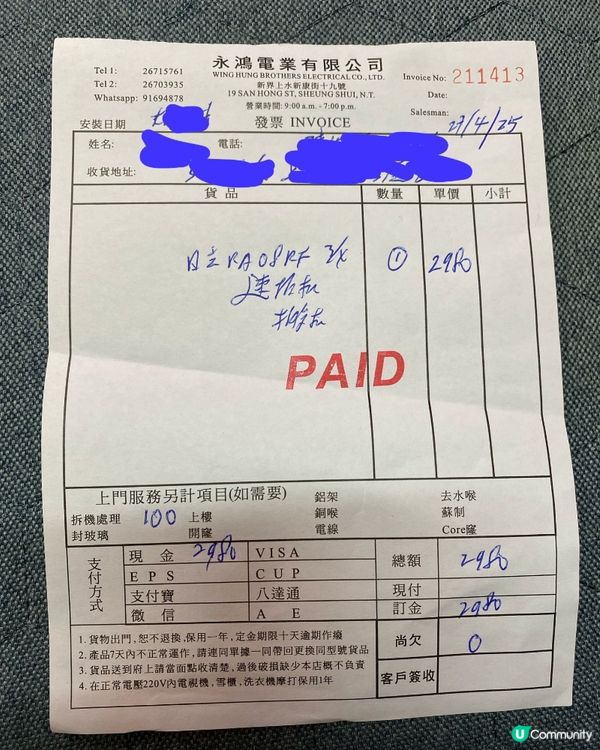 永鴻電業有限公司
WING HUNG BROTHERS ELECTRICAL CO., LTD.
新界上水新康街十九號
19 SAN HONG ST, SHEUNG SHUI, N.T.
營業時間: 9:00 a.m. - 7:00 p.m.
Tel 1: 26715761
Tel 2: 26703935
Whatsapp: 91694878
Invoice No: 211413
Date:
Salesman:
27/4/25
安裝日期
發票 INVOICE
姓名: 電話:
收貨地址:
貨品 數量 單價 小計
日立 RA08RF ① 2980
PAID
上門服務另計項目(如需要) 鋁架 去水喉
拆機處理 100 上樓 銅喉 蘇制
封玻璃 開窿 電線 Core窿
支付方式
現金 2980 VISA 總額 2980
EPS CUP
支付寶 八達通 現付
微信 A E 訂金 2980
1. 貨物出門, 恕不退換, 保用一年, 定金期限十天逾期作癈
2. 產品7天內不正常運作, 請連同單據一同帶回更換同型號貨品
3. 貨品送到府上請當面點收清楚, 過後破損缺少本店概不負責
4. 在正常電壓220V內電視機, 雪櫃, 洗衣機摩打保用1年
尚欠 0
客戶簽收
U Community